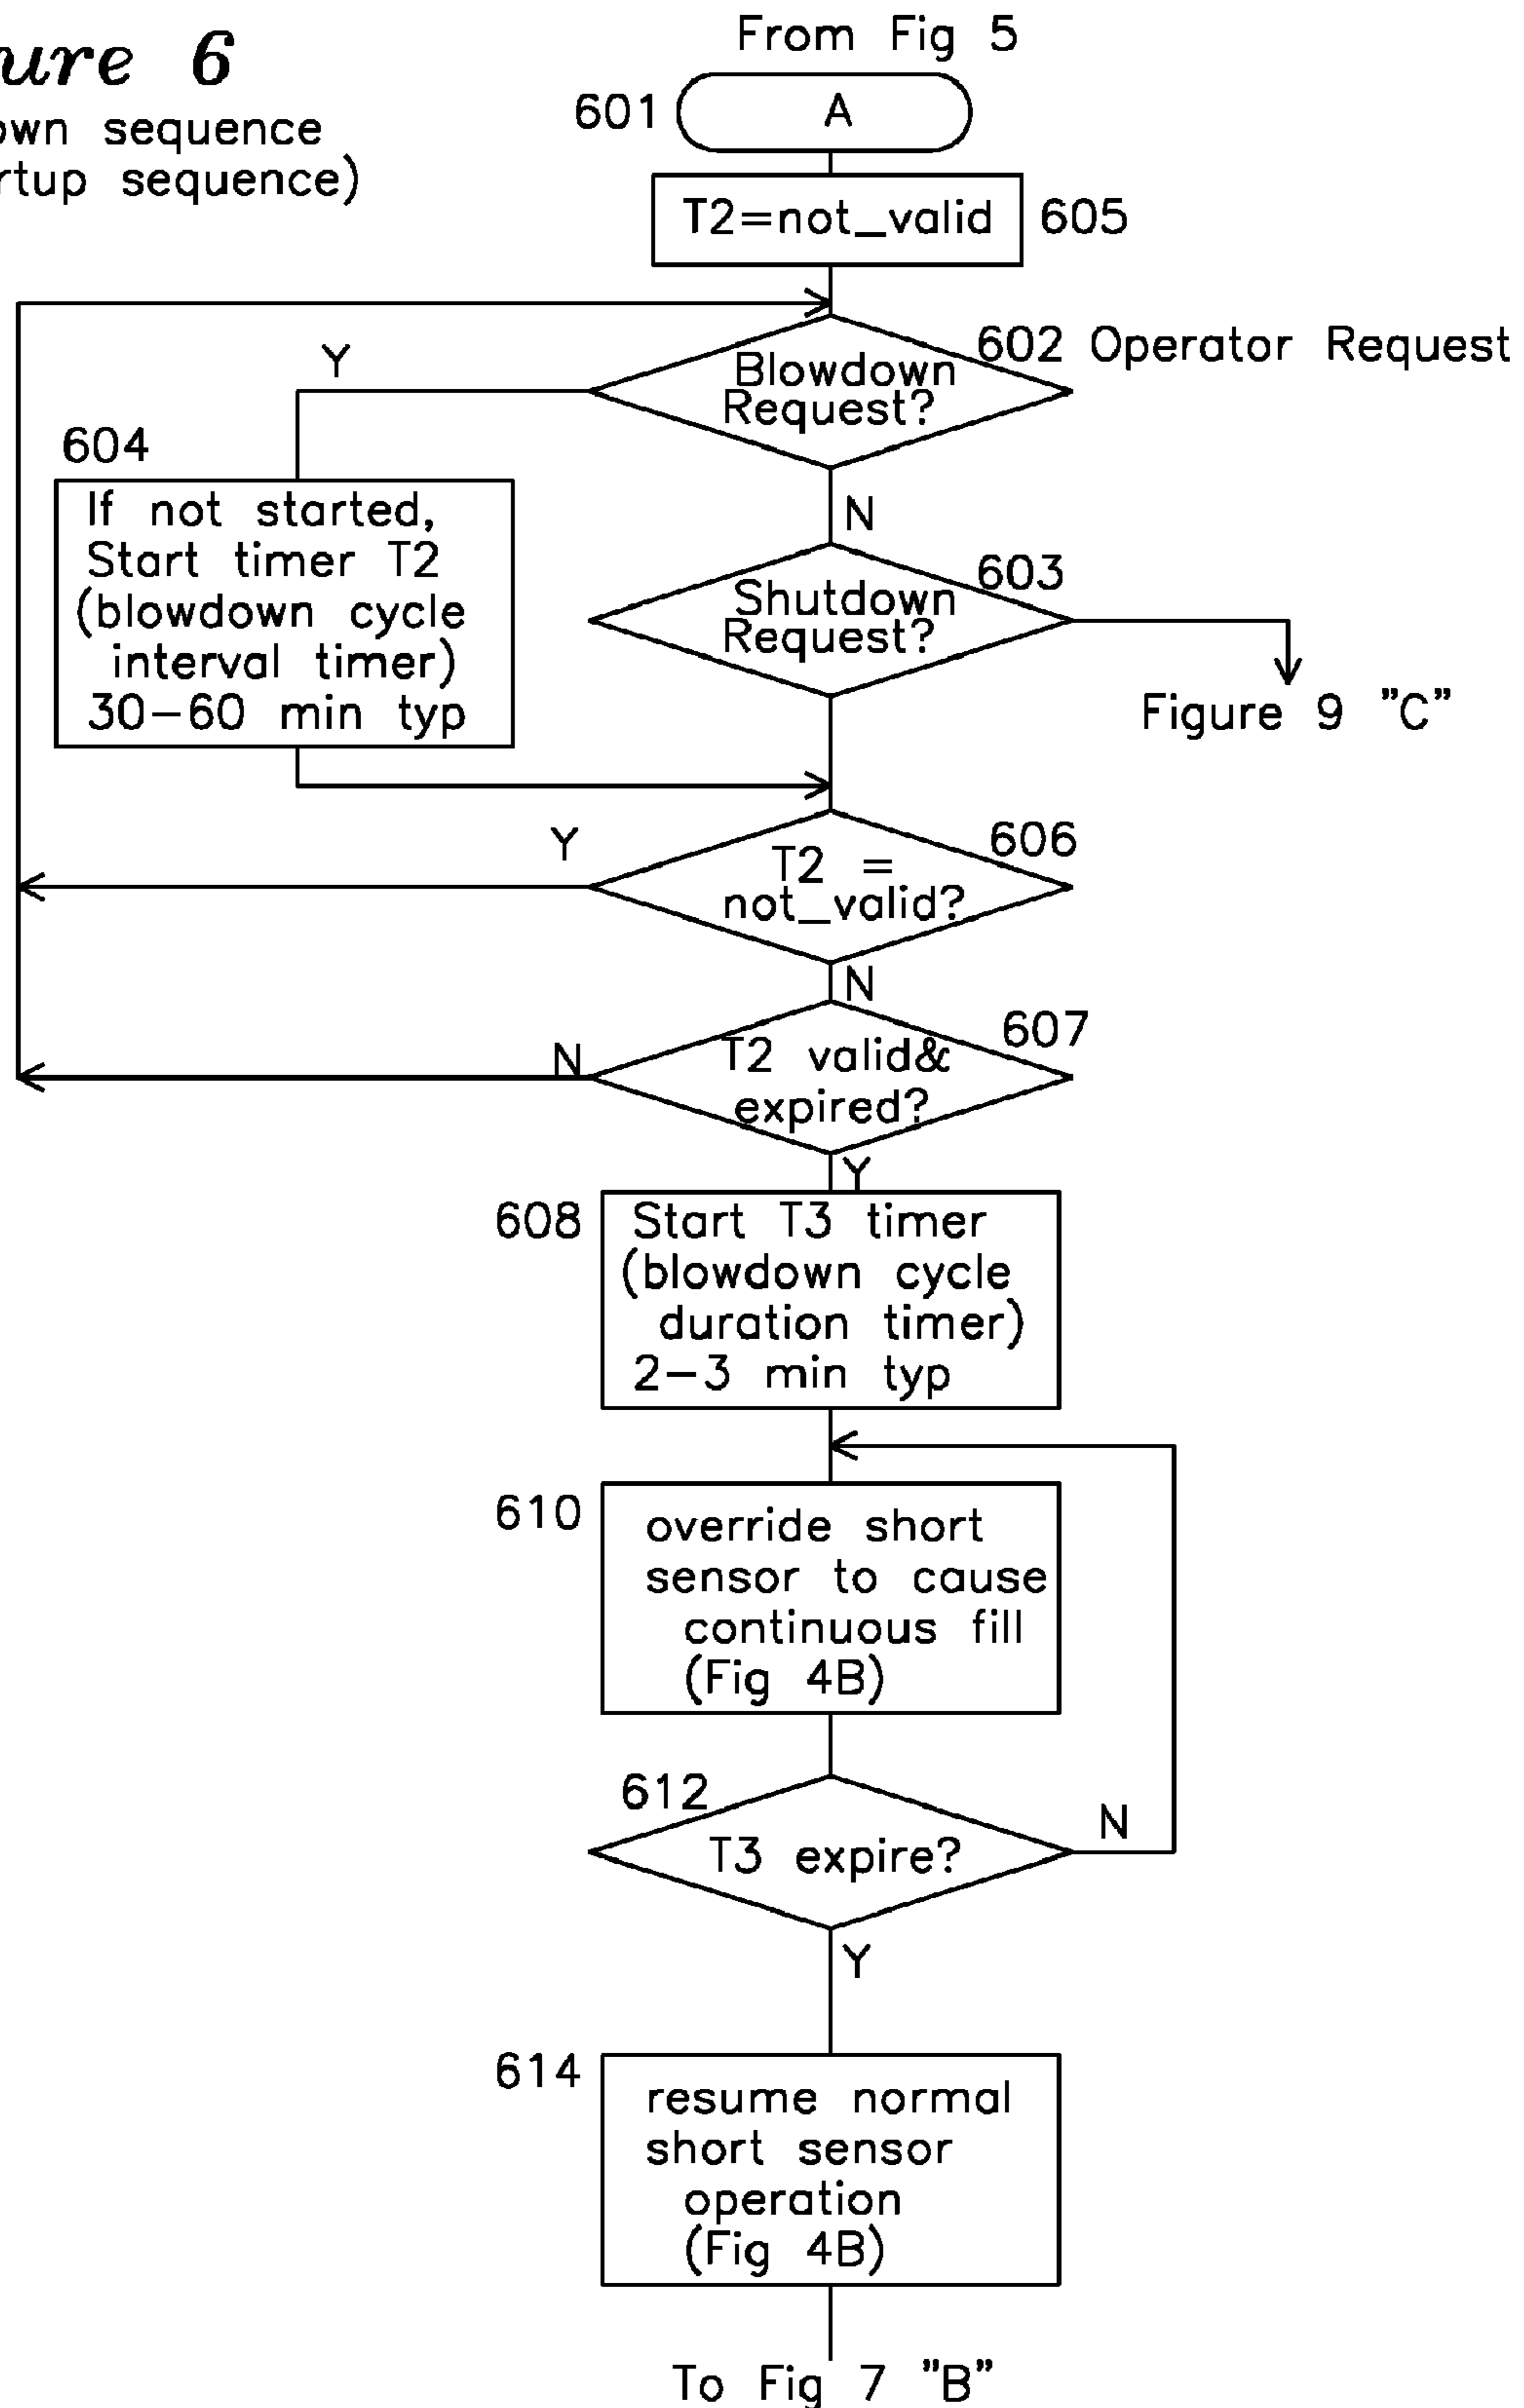 6
sequence
sequence)
From Fig 5
601
A
T2=not_valid
605
602 Operator Request
Blowdown
Request?
Y
N
604
If not started,
Start timer T2
(blowdown cycle
interval timer)
30-60 min typ
603
Shutdown
Request?
Figure 9 "C"
606
T2 =
not_valid?
Y
N
607
T2 valid&
expired?
N
Y
608
Start T3 timer
(blowdown cycle
duration timer)
2-3 min typ
610
override short
sensor to cause
continuous fill
(Fig 4B)
612
T3 expire?
N
Y
614
resume normal
short sensor
operation
(Fig 4B)
To Fig 7 "B"